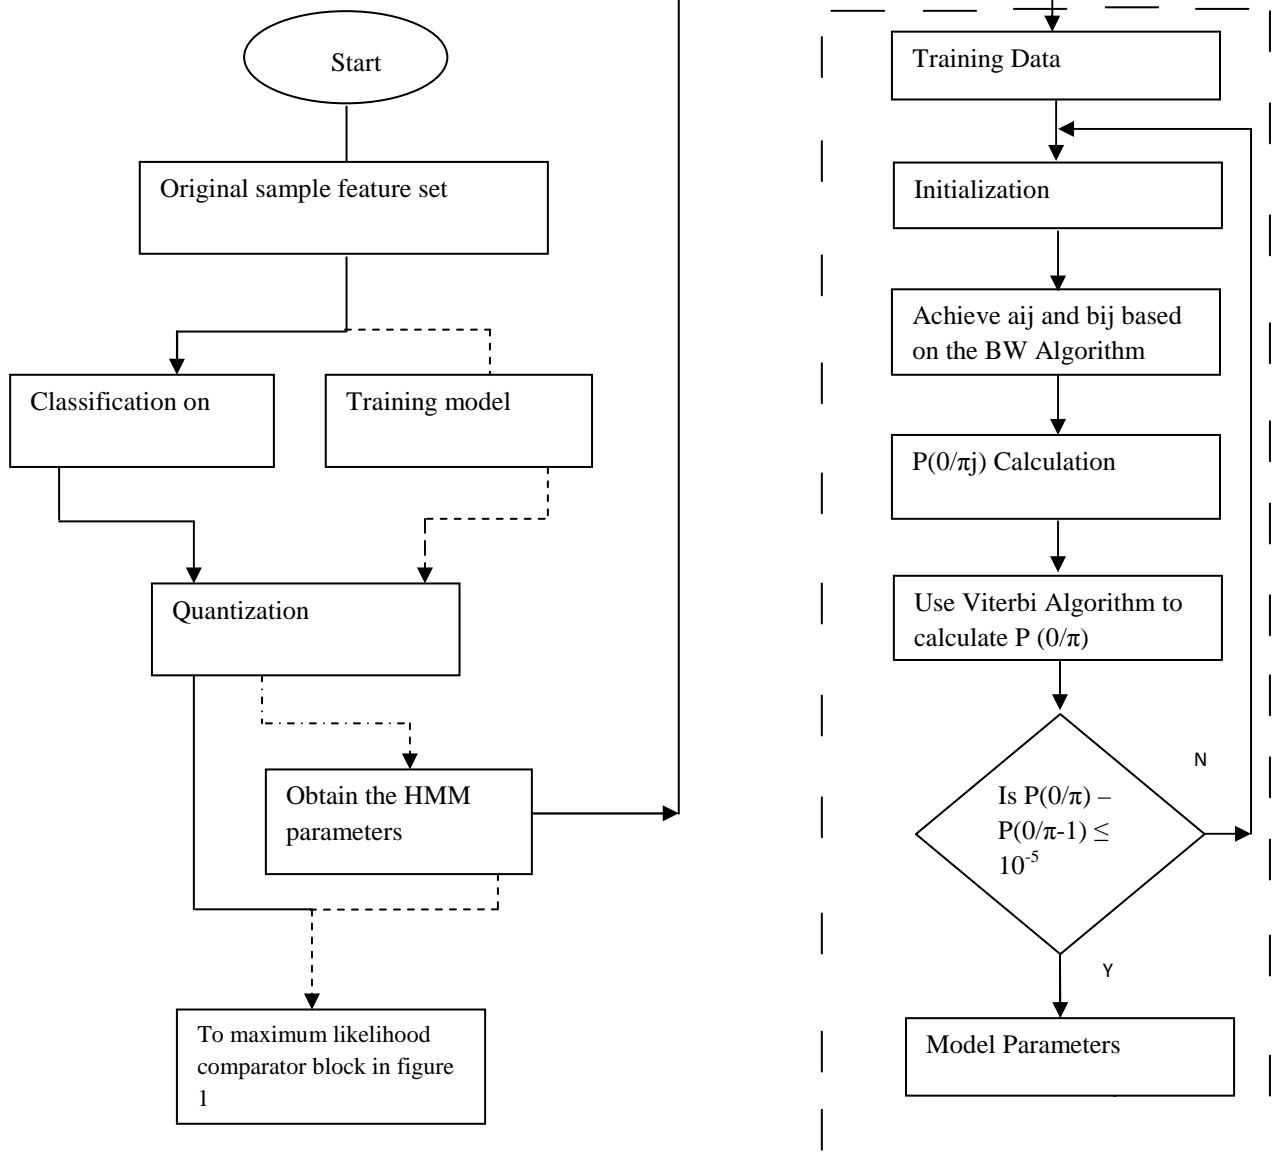 Start
Original sample feature set
Classification on
Training model
Quantization
Obtain the HMM
parameters
To maximum likelihood
comparator block in figure
1
Training Data
Initialization
Achieve aij and bij based
on the BW Algorithm
P(0/πj) Calculation
Use Viterbi Algorithm to
calculate P (0/π)
N
Is P(0/π) –
P(0/π-1) ≤
10⁻⁵
Y
Model Parameters